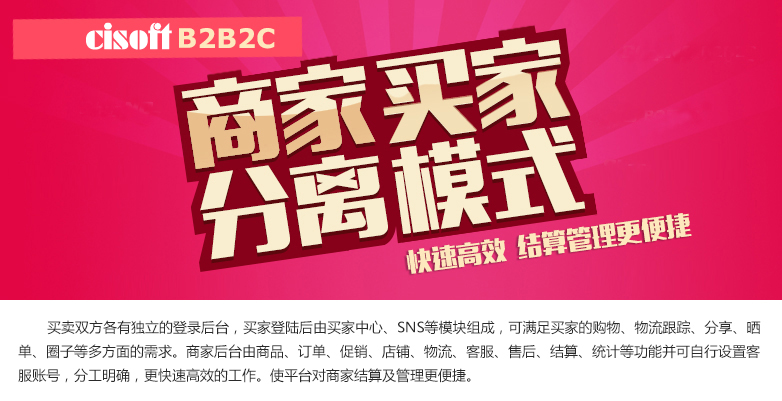 cisoft B2B2C
商家买家
分离模式
快速高效 结算管理更便捷
买卖双方各有独立的登录后台，买家登陆后由买家中心、SNS等模块组成，可满足买家的购物、物流跟踪、分享、晒
单、圈子等多方面的需求。商家后台由商品、订单、促销、店铺、物流、客服、售后、结算、统计等功能并可自行设置客
服账号，分工明确，更快速高效的工作。使平台对商家结算及管理更便捷。